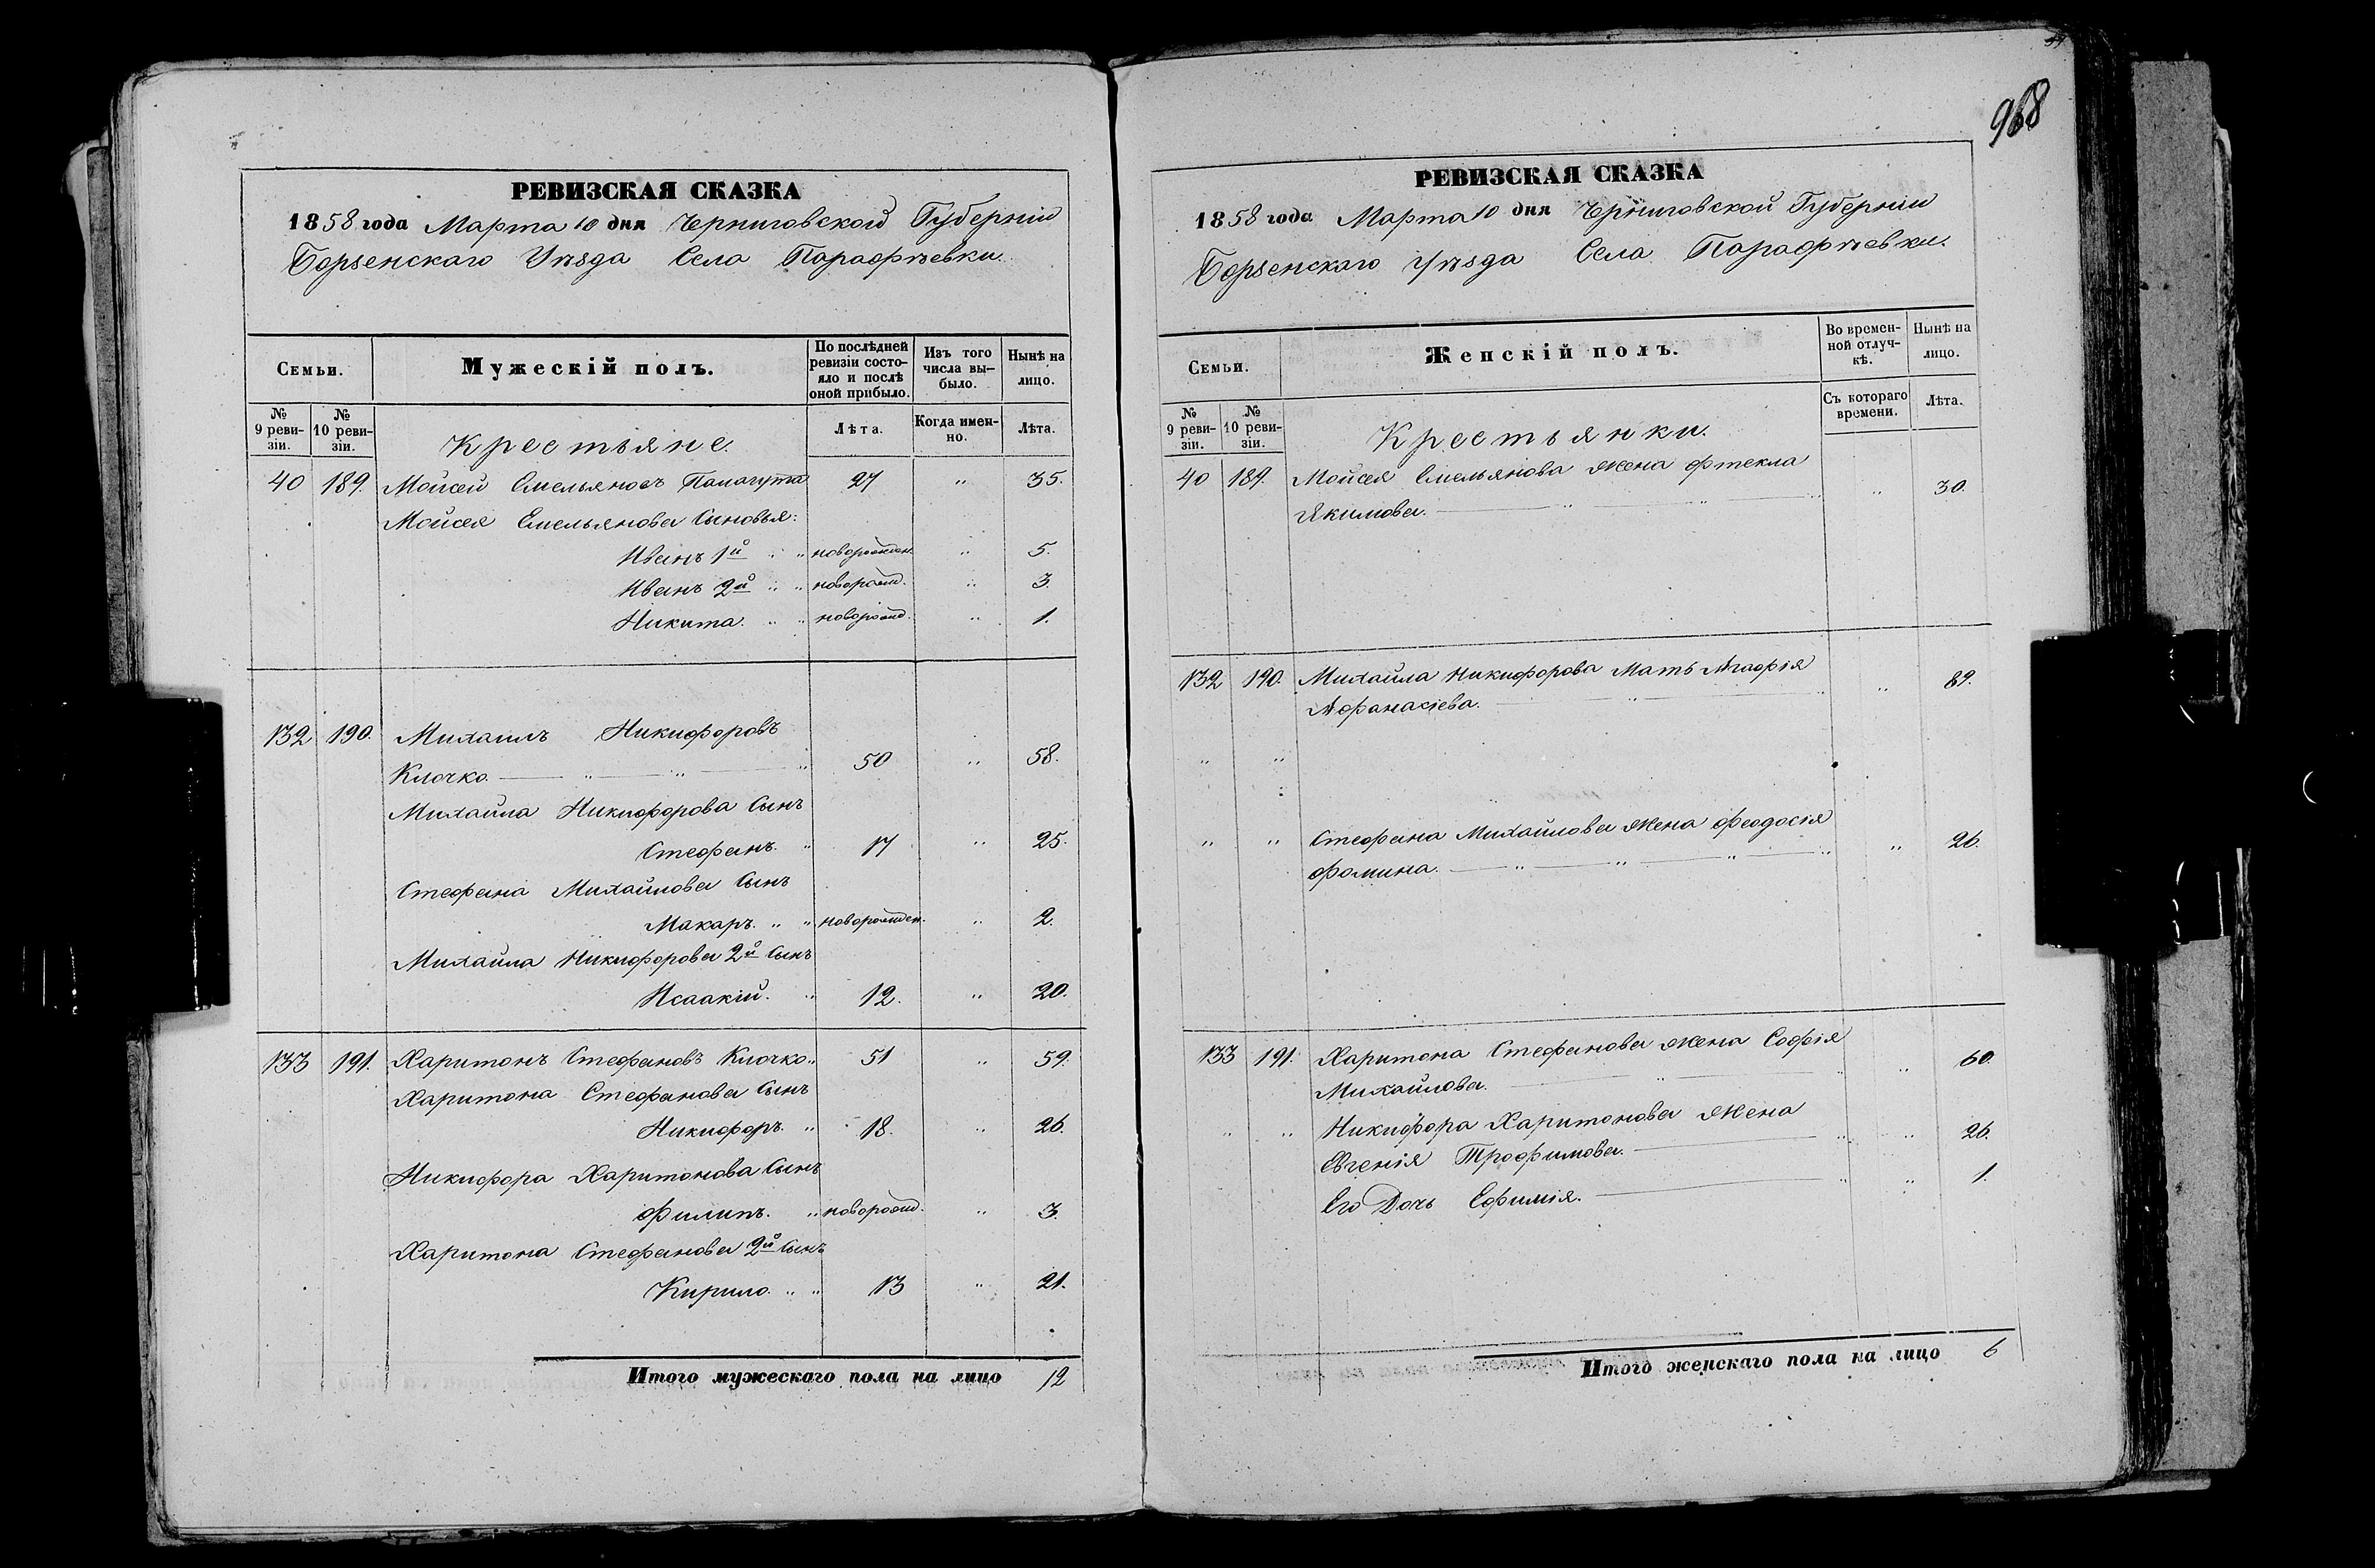 968
РЕВИЗСКАЯ СКАЗКА
1858 года Марта 10 дня Черниговской Губерніи
Борзенскаго Уѣзда Села Парафѣевки.
Семьи.
Мужескій полъ.
По послѣдней ревизіи состояло и послѣ оной прибыло.
Изъ того числа выбыло.
Нынѣ на лицо.
№ 9 ревизіи.
№ 10 ревизіи.
Крестьяне.
Лѣта.
Когда именно.
Лѣта.
40 189. Мойсей Емельяновъ 27 " 35.
Мойсея Емельянова Сыновья:
Иванъ 1й " " новорожден. " 5.
Иванъ 2й " " новорожд. " 3.
Никита. " " новорожд. " 1.
132 190. Михаилъ Никифоровъ
Клочко. " " " 50 " 58.
Михайла Никифорова Сынъ
Стефанъ. " 17 " 25.
Стефана Михайлова Сынъ
Макаръ. " " новорожден. " 2.
Михайла Никифорова 2й Сынъ
Исаакій. " 12. " 20.
133 191. Харитонъ Стефановъ Клочко " 51 " 59.
Харитона Стефанова Сынъ
Никифоръ. " 18. " 26.
Никифора Харитонова Сынъ
Филипъ. " новорожд. " 3.
Харитона Стефанова 2й Сынъ
Кирило. " " 13 " 21.
Итого мужескаго пола на лицо 12
РЕВИЗСКАЯ СКАЗКА
1858 года Марта 10 дня Черниговской Губерніи
Борзенскаго Уѣзда Села Парафѣевки.
Семьи.
Женскій полъ.
Во временной отлучкѣ.
Нынѣ на лицо.
№ 9 ревизіи.
№ 10 ревизіи.
Крестьянки.
Съ котораго времени.
Лѣта.
40 189. Мойсея Емельянова жена Фтекла
Якимова. " " " " 30.
132 190. Михайла Никифорова Мать Агафія
Афанасіева. " " " 89.
" "
" " Стефана Михайлова жена Феодосія
Фомина. " " " " " 26.
133 191. Харитона Стефанова жена Софія
Михайлова. " " " 60.
" " Никифора Харитонова жена
Евгенія Трофимова. " " 26.
Его Дочь Ефимія. " " 1.
Итого женскаго пола на лицо 6